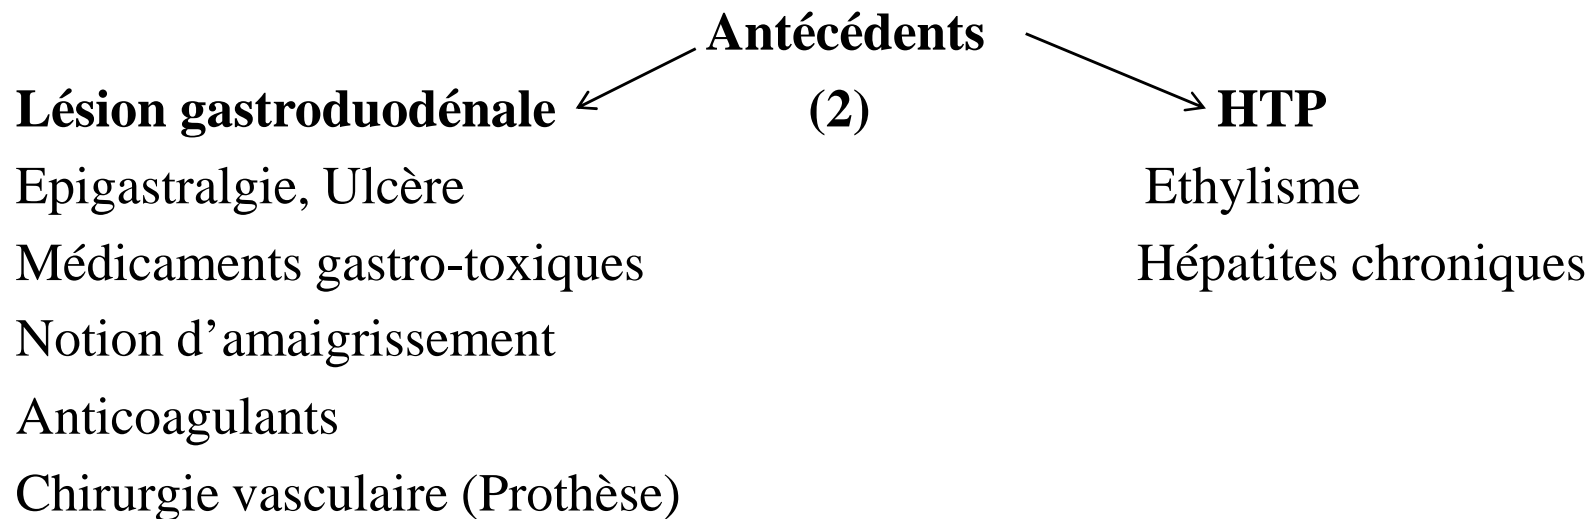 Antécédents
Lésion gastroduodénale (2) HTP
Epigastralgie, Ulcère Ethylisme
Médicaments gastro-toxiques Hépatites chroniques
Notion d’amaigrissement
Anticoagulants
Chirurgie vasculaire (Prothèse)